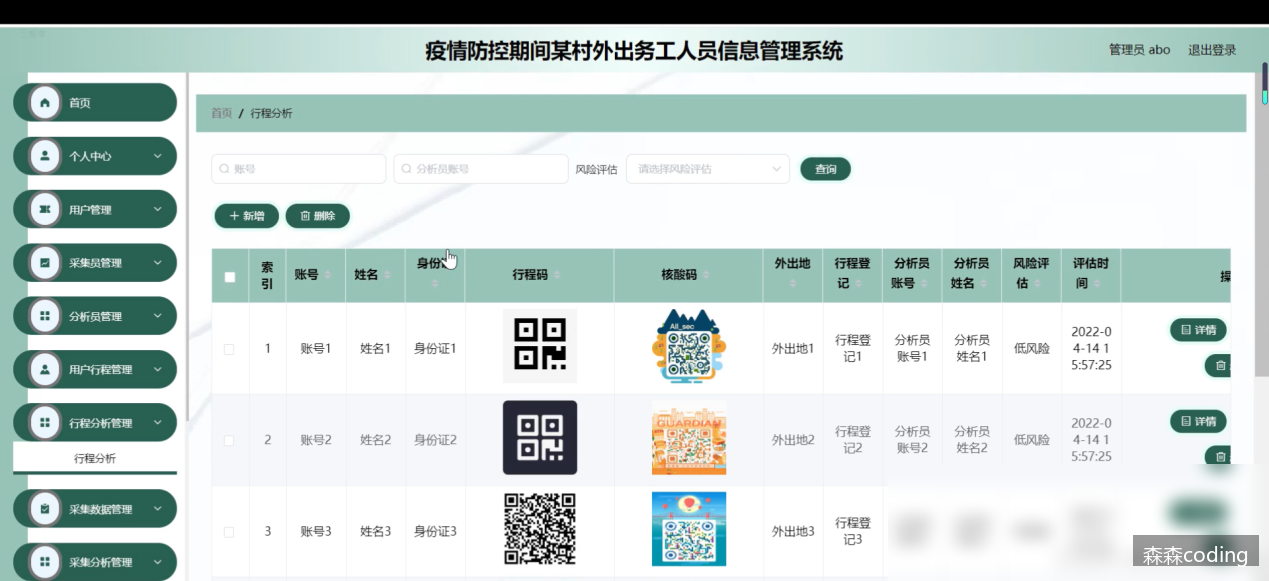 疫情防控期间某村外出务工人员信息管理系统
管理员 abo 退出登录
首页
个人中心
用户管理
采集员管理
分析员管理
用户行程管理
行程分析管理
行程分析
采集数据管理
采集分析管理
首页 / 行程分析
账号 分析员账号 风险评估 请选择风险评估 查询
新增 删除
索引 账号 姓名 身份 行程码 核酸码 外出地 行程登记 分析员账号 分析员姓名 风险评估 评估时间
1 账号1 姓名1 身份证1 All_sec 外出地1 行程登记1 分析员账号1 分析员姓名1 低风险 2022-04-14 15:57:25 详情
2 账号2 姓名2 身份证2 GUARDIAN 外出地2 行程登记2 分析员账号2 分析员姓名2 低风险 2022-04-14 15:57:25 详情
3 账号3 姓名3 身份证3 外出地3 行程登记3
森森coding